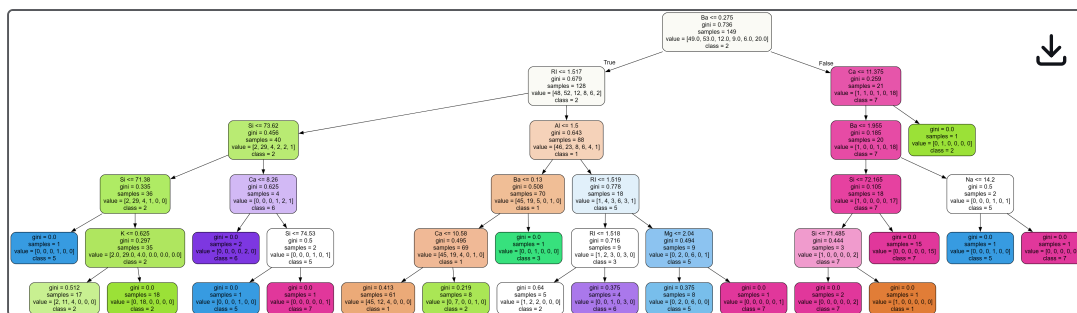 Ba <= 0.275
gini = 0.736
samples = 149
value = [49.0, 53.0, 12.0, 9.0, 6.0, 20.0]
class = 2
True
False
RI <= 1.517
gini = 0.679
samples = 128
value = [48, 52, 12, 8, 6, 2]
class = 2
Ca <= 11.375
gini = 0.259
samples = 21
value = [1, 1, 0, 1, 0, 18]
class = 7
Si <= 73.62
gini = 0.456
samples = 40
value = [2, 29, 4, 2, 2, 1]
class = 2
Al <= 1.5
gini = 0.643
samples = 88
value = [46, 23, 8, 6, 4, 1]
class = 1
Ba <= 1.955
gini = 0.185
samples = 20
value = [1, 0, 0, 1, 0, 18]
class = 7
gini = 0.0
samples = 1
value = [0, 1, 0, 0, 0, 0]
class = 2
Si <= 71.38
gini = 0.335
samples = 36
value = [2, 29, 4, 1, 0, 0]
class = 2
Ca <= 8.26
gini = 0.625
samples = 4
value = [0, 0, 0, 1, 2, 1]
class = 6
Ba <= 0.13
gini = 0.508
samples = 70
value = [45, 19, 5, 0, 1, 0]
class = 1
RI <= 1.519
gini = 0.778
samples = 18
value = [1, 4, 3, 6, 3, 1]
class = 5
Si <= 72.165
gini = 0.105
samples = 18
value = [1, 0, 0, 0, 0, 17]
class = 7
Na <= 14.2
gini = 0.5
samples = 2
value = [0, 0, 0, 1, 0, 1]
class = 5
gini = 0.0
samples = 1
value = [0, 0, 0, 1, 0, 0]
class = 5
K <= 0.625
gini = 0.297
samples = 35
value = [2.0, 29.0, 4.0, 0.0, 0.0, 0.0]
class = 2
gini = 0.0
samples = 2
value = [0, 0, 0, 0, 2, 0]
class = 6
Si <= 74.53
gini = 0.5
samples = 2
value = [0, 0, 0, 1, 0, 1]
class = 5
Ca <= 10.58
gini = 0.495
samples = 69
value = [45, 19, 4, 0, 1, 0]
class = 1
gini = 0.0
samples = 1
value = [0, 0, 1, 0, 0, 0]
class = 3
RI <= 1.518
gini = 0.716
samples = 9
value = [1, 2, 3, 0, 3, 0]
class = 3
Mg <= 2.04
gini = 0.494
samples = 9
value = [0, 2, 0, 6, 0, 1]
class = 5
Si <= 71.485
gini = 0.444
samples = 3
value = [1, 0, 0, 0, 0, 2]
class = 7
gini = 0.0
samples = 15
value = [0, 0, 0, 0, 0, 15]
class = 7
gini = 0.0
samples = 1
value = [0, 0, 0, 1, 0, 0]
class = 5
gini = 0.0
samples = 1
value = [0, 0, 0, 0, 0,
class = 7
gini = 0.512
samples = 17
value = [2, 11, 4, 0, 0, 0]
class = 2
gini = 0.0
samples = 18
value = [0, 18, 0, 0, 0, 0]
class = 2
gini = 0.0
samples = 1
value = [0, 0, 0, 1, 0, 0]
class = 5
gini = 0.0
samples = 1
value = [0, 0, 0, 0, 0, 1]
class = 7
gini = 0.413
samples = 61
value = [45, 12, 4, 0, 0, 0]
class = 1
gini = 0.219
samples = 8
value = [0, 7, 0, 0, 1, 0]
class = 2
gini = 0.64
samples = 5
value = [1, 2, 2, 0, 0, 0]
class = 2
gini = 0.375
samples = 4
value = [0, 0, 1, 0, 3, 0]
class = 6
gini = 0.375
samples = 8
value = [0, 2, 0, 6, 0, 0]
class = 5
gini = 0.0
samples = 1
value = [0, 0, 0, 0, 0, 1]
class = 7
gini = 0.0
samples = 2
value = [0, 0, 0, 0, 0, 2]
class = 7
gini = 0.0
samples = 1
value = [1, 0, 0, 0, 0, 0]
class = 1